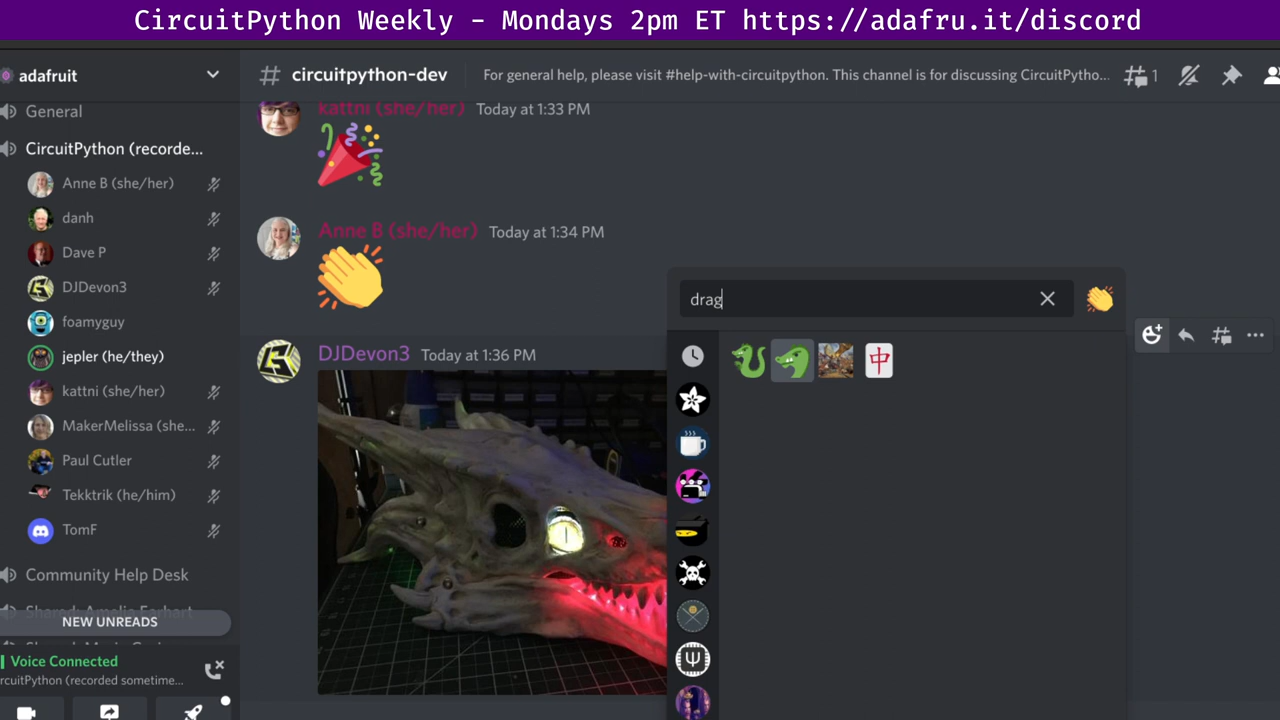 CircuitPython Weekly - Mondays 2pm ET https://adafru.it/discord
adafruit
General
CircuitPython (recorde...
Anne B (she/her)
danh
Dave P
DJDevon3
foamyguy
jepler (he/they)
kattni (she/her)
MakerMelissa (she...
Paul Cutler
Tekktrik (he/him)
TomF
Community Help Desk
Shared: Amelia Earhart
NEW UNREADS
Voice Connected
rcuitPython (recorded sometime...
# circuitpython-dev
For general help, please visit #help-with-circuitpython. This channel is for discussing CircuitPytho...
1
kattni (she/her) Today at 1:33 PM
Anne B (she/her) Today at 1:34 PM
DJDevon3 Today at 1:36 PM
drag
中